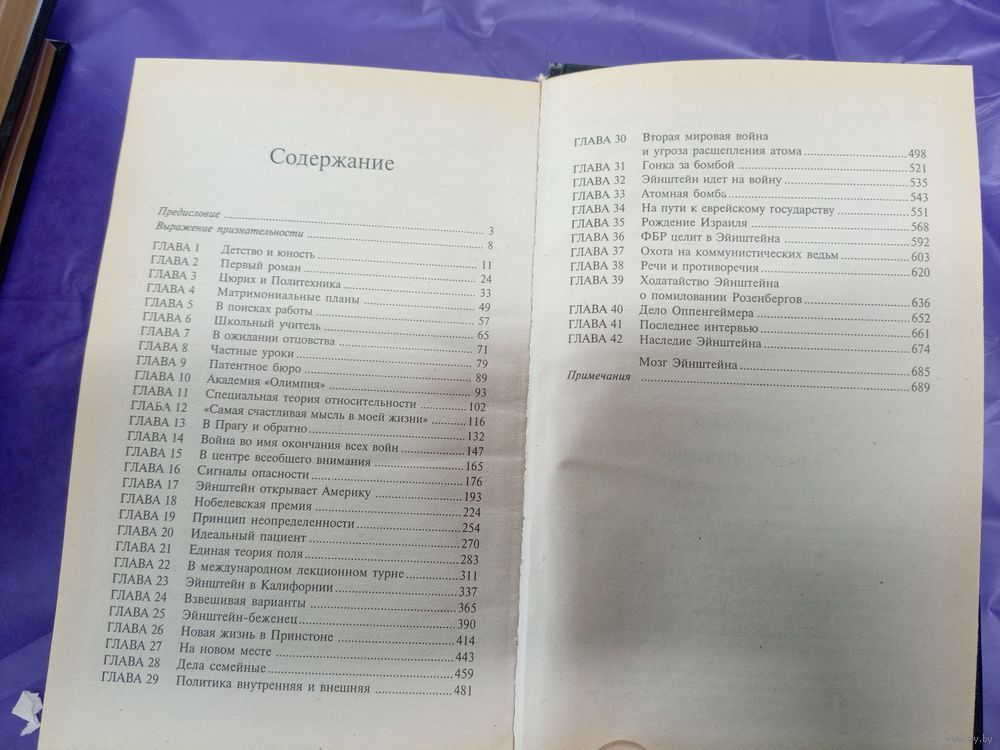 Содержание
Предисловие 3
Выражение признательности 8
ГЛАВА 1 Детство и юность 11
ГЛАВА 2 Первый роман 24
ГЛАВА 3 Цюрих и Политехника 33
ГЛАВА 4 Матримониальные планы 49
ГЛАВА 5 В поисках работы 57
ГЛАВА 6 Школьный учитель 65
ГЛАВА 7 В ожидании отцовства 71
ГЛАВА 8 Частные уроки 79
ГЛАВА 9 Патентное бюро 89
ГЛАВА 10 Академия «Олимпия» 93
ГЛАВА 11 Специальная теория относительности 102
ГЛАВА 12 «Самая счастливая мысль в моей жизни» 116
ГЛАВА 13 В Прагу и обратно 132
ГЛАВА 14 Война во имя окончания всех войн 147
ГЛАВА 15 В центре всеобщего внимания 165
ГЛАВА 16 Сигналы опасности 176
ГЛАВА 17 Эйнштейн открывает Америку 193
ГЛАВА 18 Нобелевская премия 224
ГЛАВА 19 Принцип неопределенности 254
ГЛАВА 20 Идеальный пациент 270
ГЛАВА 21 Единая теория поля 283
ГЛАВА 22 В международном лекционном турне 311
ГЛАВА 23 Эйнштейн в Калифорнии 337
ГЛАВА 24 Взвешивая варианты 365
ГЛАВА 25 Эйнштейн-беженец 390
ГЛАВА 26 Новая жизнь в Принстоне 414
ГЛАВА 27 На новом месте 443
ГЛАВА 28 Дела семейные 459
ГЛАВА 29 Политика внутренняя и внешняя 481
ГЛАВА 30 Вторая мировая война
и угроза расщепления атома 498
ГЛАВА 31 Гонка за бомбой 521
ГЛАВА 32 Эйнштейн идет на войну 535
ГЛАВА 33 Атомная бомба 543
ГЛАВА 34 На пути к еврейскому государству 551
ГЛАВА 35 Рождение Израиля 568
ГЛАВА 36 ФБР целит в Эйнштейна 592
ГЛАВА 37 Охота на коммунистических ведьм 603
ГЛАВА 38 Речи и противоречия 620
ГЛАВА 39 Ходатайство Эйнштейна
о помиловании Розенбергов 636
ГЛАВА 40 Дело Оппенгеймера 652
ГЛАВА 41 Последнее интервью 661
ГЛАВА 42 Наследие Эйнштейна 674
Мозг Эйнштейна 685
Примечания 689